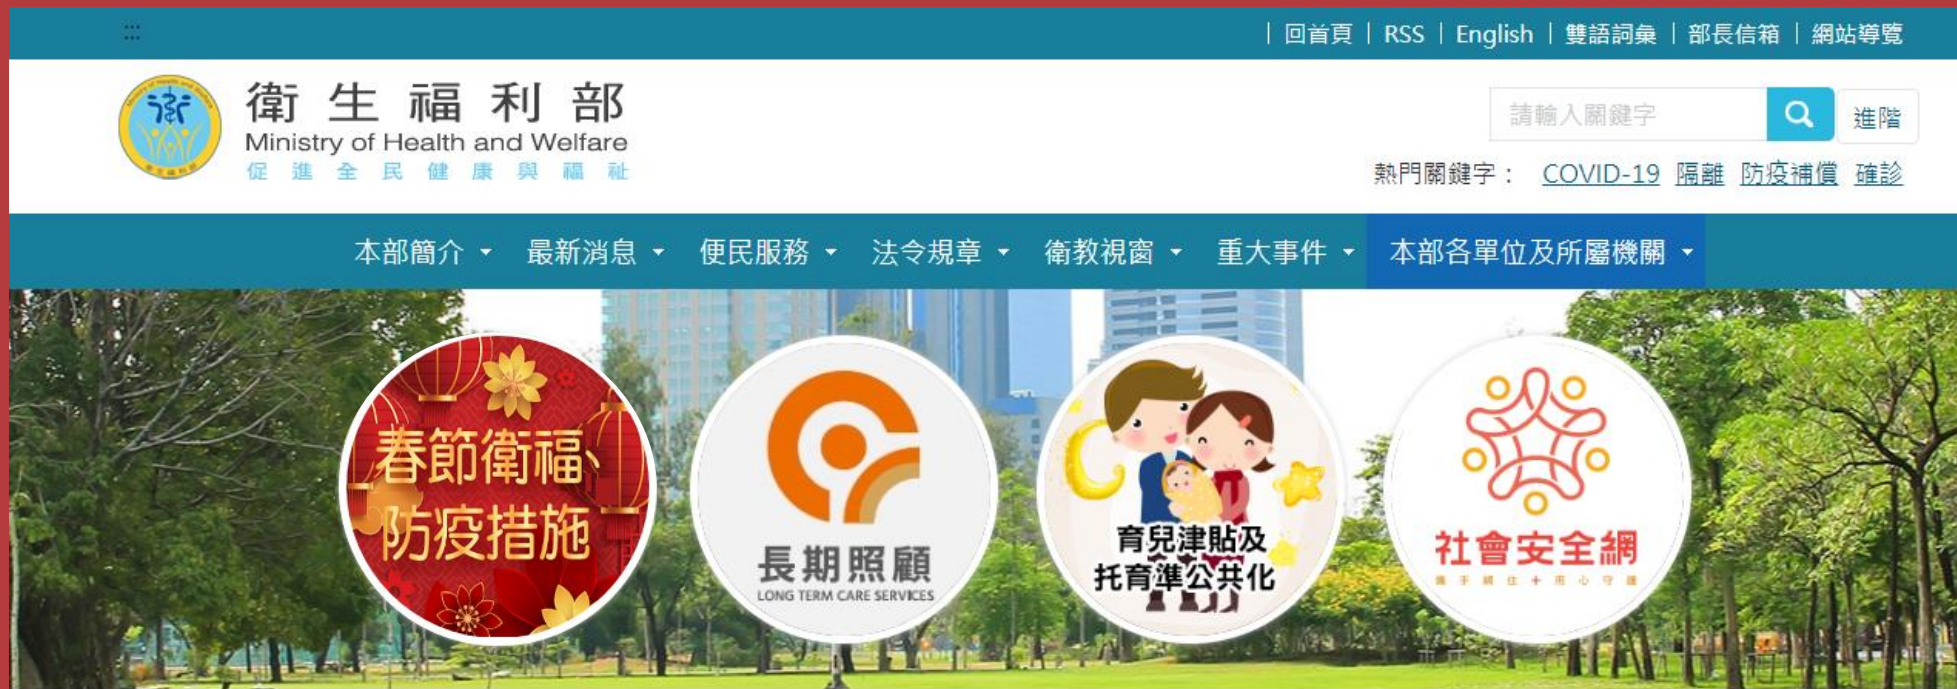 回首頁 | RSS | English | 雙語詞彙 | 部長信箱 | 網站導覽
衛生福利部
Ministry of Health and Welfare
促進全民健康與福祉
請輸入關鍵字
進階
熱門關鍵字： COVID-19 隔離 防疫補償 確診
本部簡介 最新消息 便民服務 法令規章 衛教視窗 重大事件 本部各單位及所屬機關
春節衛福、
防疫措施
長期照顧
LONG TERM CARE SERVICES
育兒津貼及
托育準公共化
社會安全網